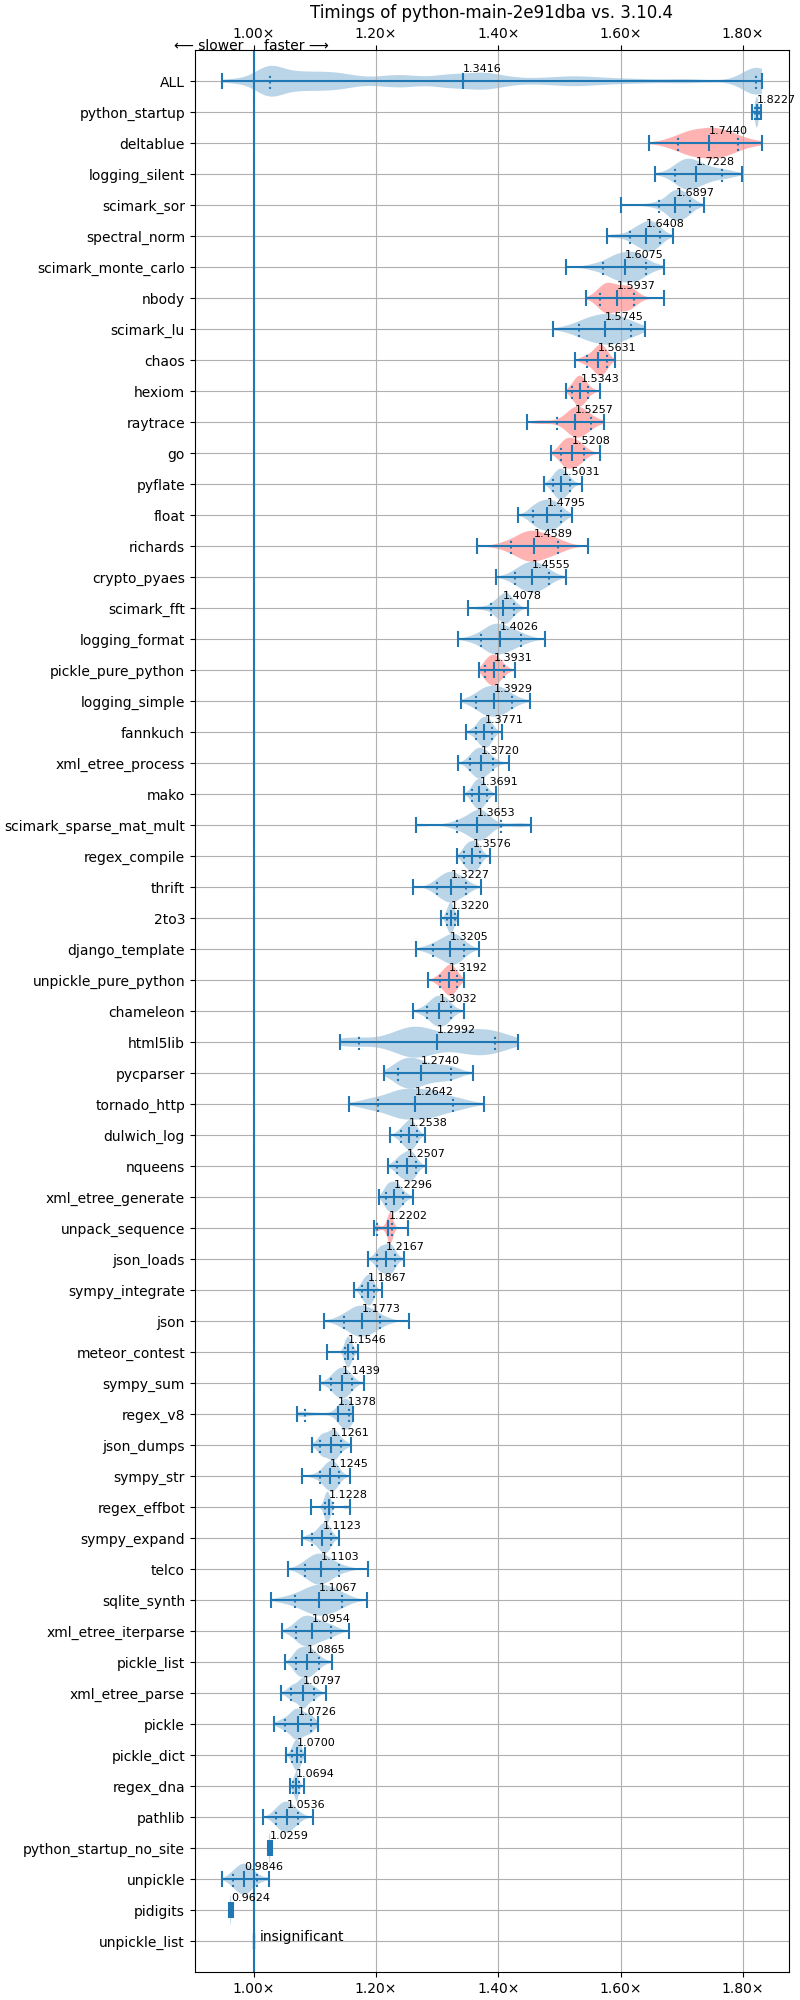 Timings of python-main-2e91dba vs. 3.10.4
1.00× 1.20× 1.40× 1.60× 1.80×
⟵ slower faster ⟶
ALL 1.3416
python_startup 1.8227
deltablue 1.7440
logging_silent 1.7228
scimark_sor 1.6897
spectral_norm 1.6408
scimark_monte_carlo 1.6075
nbody 1.5937
scimark_lu 1.5745
chaos 1.5631
hexiom 1.5343
raytrace 1.5257
go 1.5208
pyflate 1.5031
float 1.4795
richards 1.4589
crypto_pyaes 1.4555
scimark_fft 1.4078
logging_format 1.4026
pickle_pure_python 1.3931
logging_simple 1.3929
fannkuch 1.3771
xml_etree_process 1.3720
mako 1.3691
scimark_sparse_mat_mult 1.3653
regex_compile 1.3576
thrift 1.3227
2to3 1.3220
django_template 1.3205
unpickle_pure_python 1.3192
chameleon 1.3032
html5lib 1.2992
pycparser 1.2740
tornado_http 1.2642
dulwich_log 1.2538
nqueens 1.2507
xml_etree_generate 1.2296
unpack_sequence 1.2202
json_loads 1.2167
sympy_integrate 1.1867
json 1.1773
meteor_contest 1.1546
sympy_sum 1.1439
regex_v8 1.1378
json_dumps 1.1261
sympy_str 1.1245
regex_effbot 1.1228
sympy_expand 1.1123
telco 1.1103
sqlite_synth 1.1067
xml_etree_iterparse 1.0954
pickle_list 1.0865
xml_etree_parse 1.0797
pickle 1.0726
pickle_dict 1.0700
regex_dna 1.0694
pathlib 1.0536
python_startup_no_site 1.0259
unpickle 0.9846
pidigits 0.9624
unpickle_list insignificant
1.00× 1.20× 1.40× 1.60× 1.80×